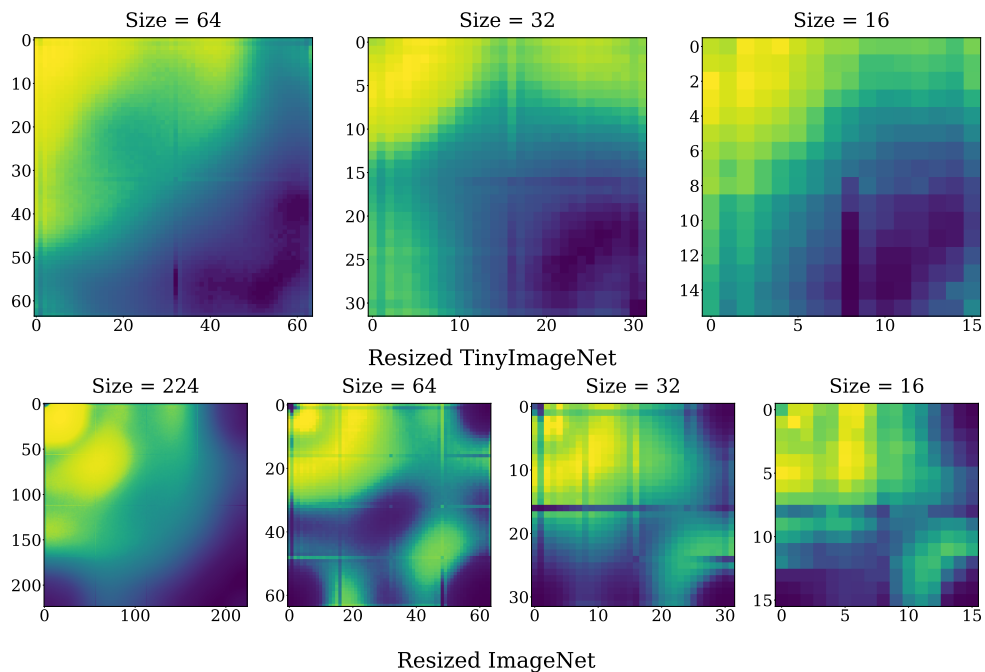 Size = 64 Size = 32 Size = 16
0 0 0
10 5 2
20 10 4
30 15 6
40 20 8
50 25 10
60 30 12
14
0 20 40 60 0 10 20 30 0 5 10 15
Resized TinyImageNet
Size = 224 Size = 64 Size = 32 Size = 16
0 0 0 0
50 20 10 5
100 40 20 10
150 60 30 15
200
0 100 200 0 20 40 60 0 10 20 30 0 5 10 15
Resized ImageNet